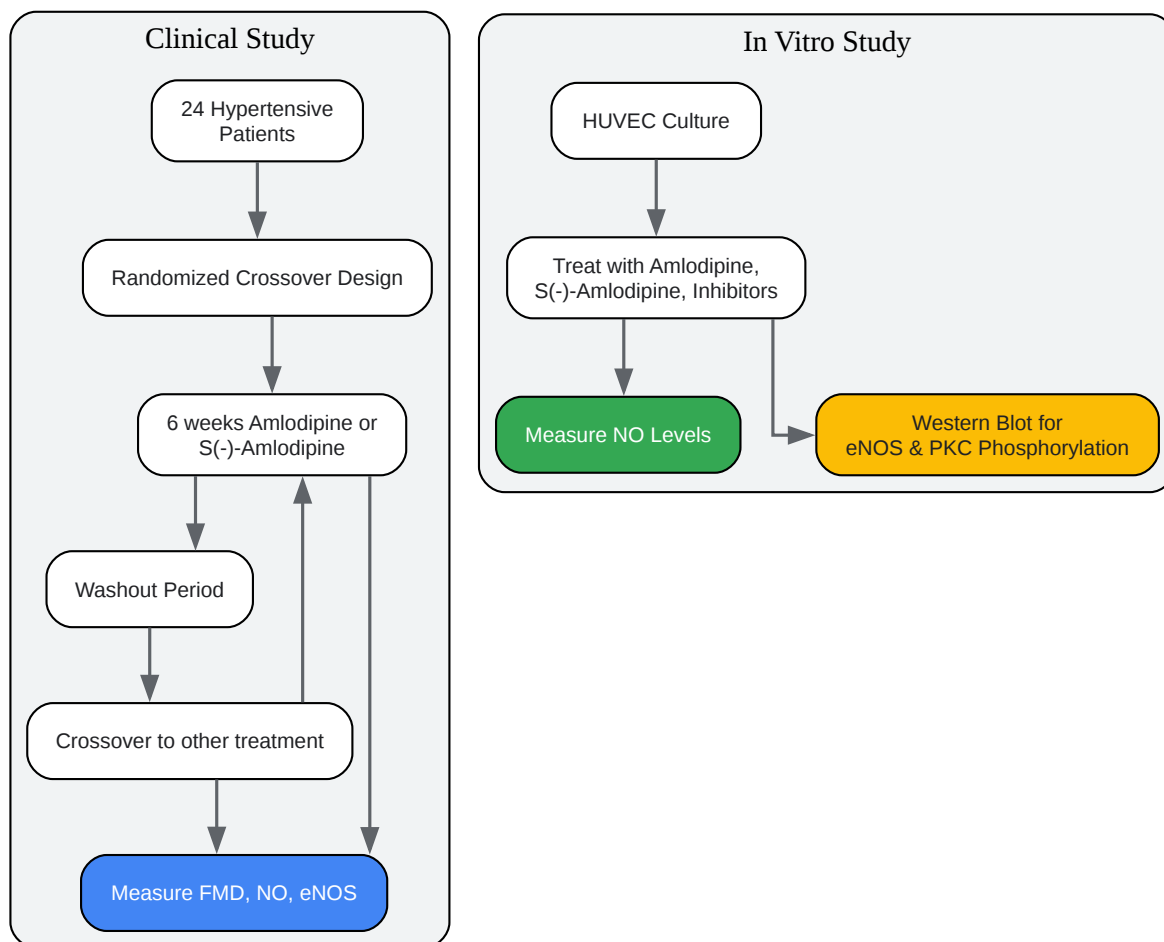 Clinical Study
24 Hypertensive
Patients
Randomized Crossover Design
6 weeks Amlodipine or
S(-)-Amlodipine
Washout Period
Crossover to other treatment
Measure FMD, NO, eNOS
In Vitro Study
HUVEC Culture
Treat with Amlodipine,
S(-)-Amlodipine, Inhibitors
Measure NO Levels
Western Blot for
eNOS & PKC Phosphorylation